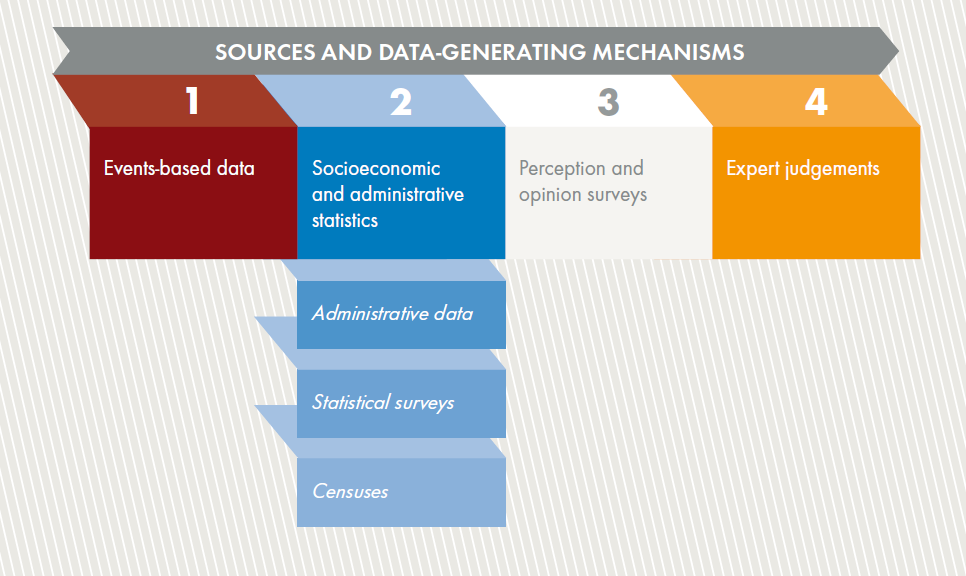 SOURCES AND DATA-GENERATING MECHANISMS
1
2
3
4
Events-based data
Socioeconomic
and administrative
statistics
Perception and
opinion surveys
Expert judgements
Administrative data
Statistical surveys
Censuses